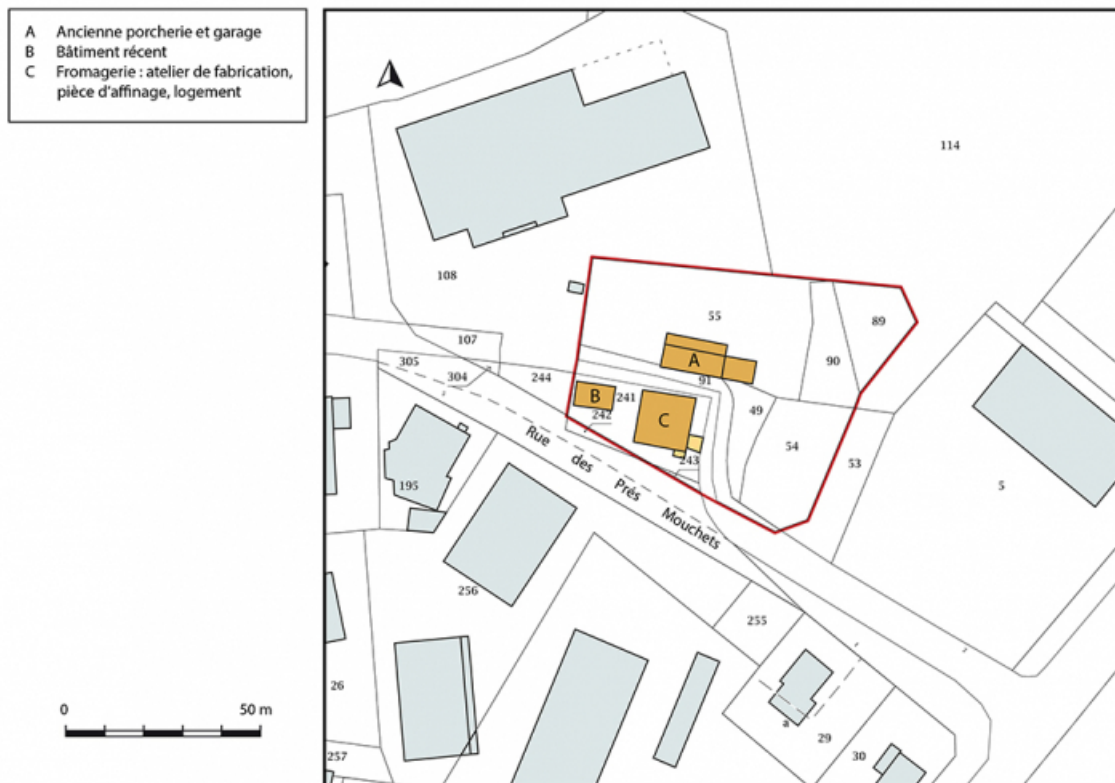 A Ancienne porcherie et garage
B Bâtiment récent
C Fromagerie : atelier de fabrication,
pièce d'affinage, logement
114
108
55
89
107
90
A
305
304
244
91
B
241
49
242
C
54
243
53
Rue des Prés Mouchets
195
5
256
255
26
a
29
30
257
0 50 m